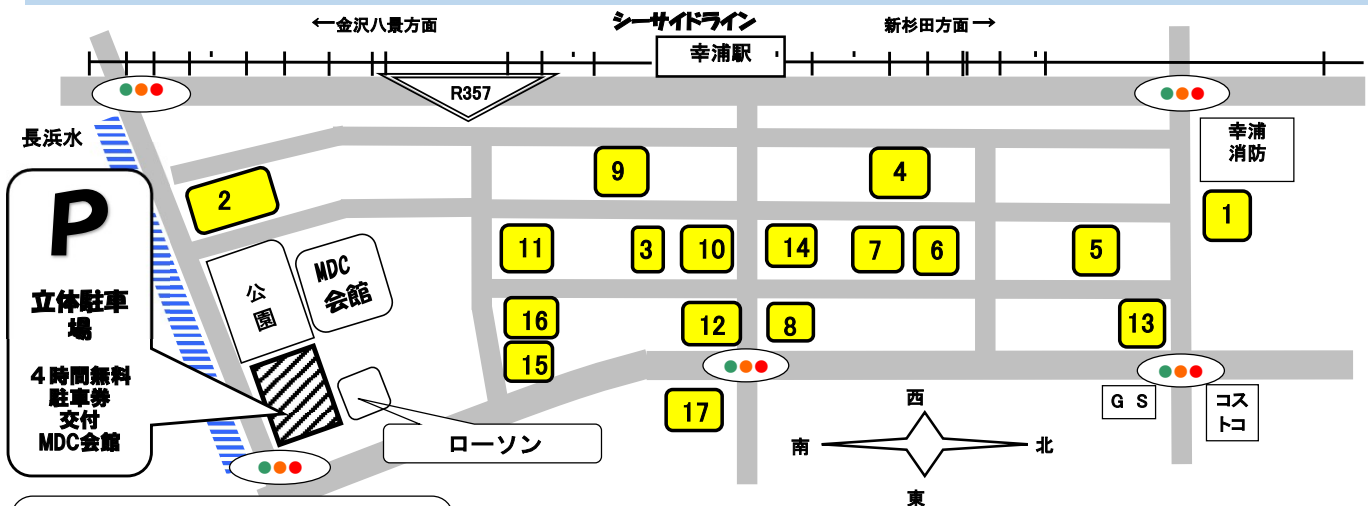 ←金沢八景方面
シーサイドライン
新杉田方面→
幸浦駅
R357
長浜水
幸浦
消防
P
立体駐車
場
4時間無料
駐車券
交付
MDC会館
2
9
4
1
11
3
10
14
7
6
5
公
園
MDC
会館
16
12
8
13
15
17
ローソン
G S
コス
トコ
西
南
北
東